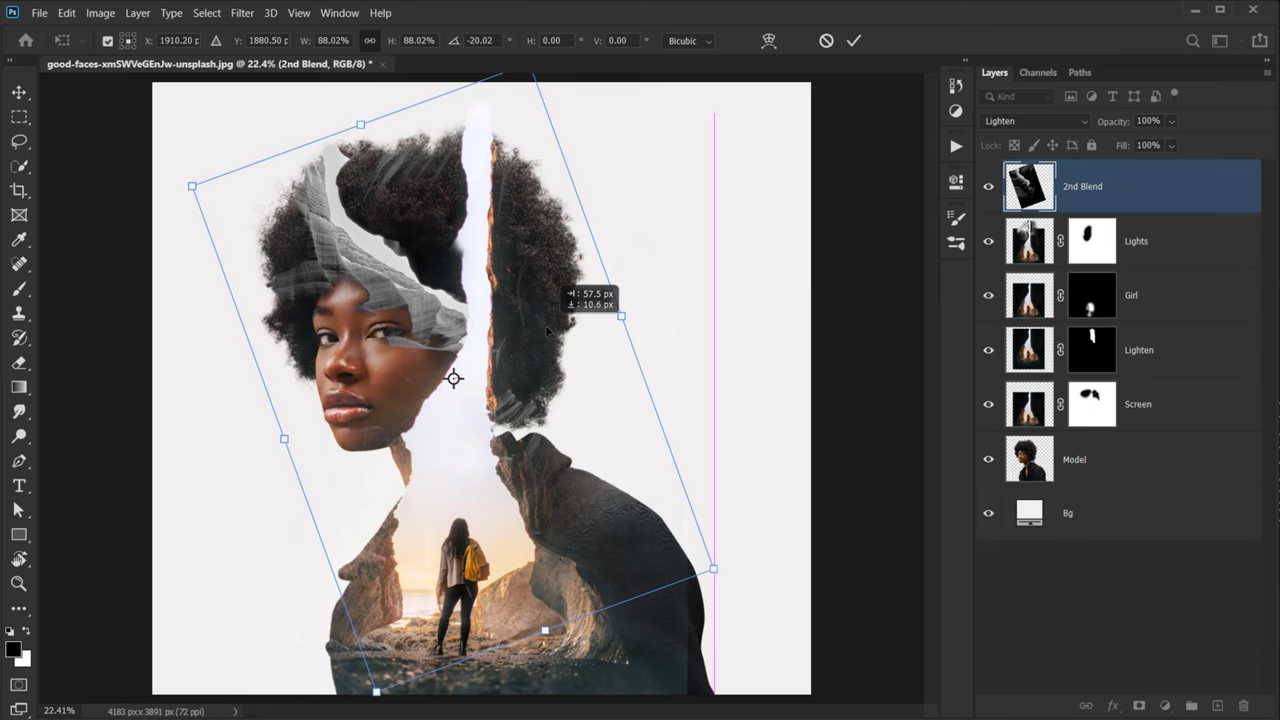 Ps File Edit Image Layer Type Select Filter 3D View Window Help
X: 1910.20 p Y: 1880.50 p W: 88.02% H: 88.02% -20.02 ° H: 0.00 ° V: 0.00 ° Bicubic
good-faces-xmSWVeGEnJw-unsplash.jpg @ 22.4% (2nd Blend, RGB/8) *
Layers Channels Paths
Kind
Lighten Opacity: 100%
Lock: Fill: 100%
2nd Blend
Lights
Girl
Lighten
Screen
Model
Bg
: 57.5 px
: 10.6 px
22.41% 4183 px x 3891 px (72 ppi)